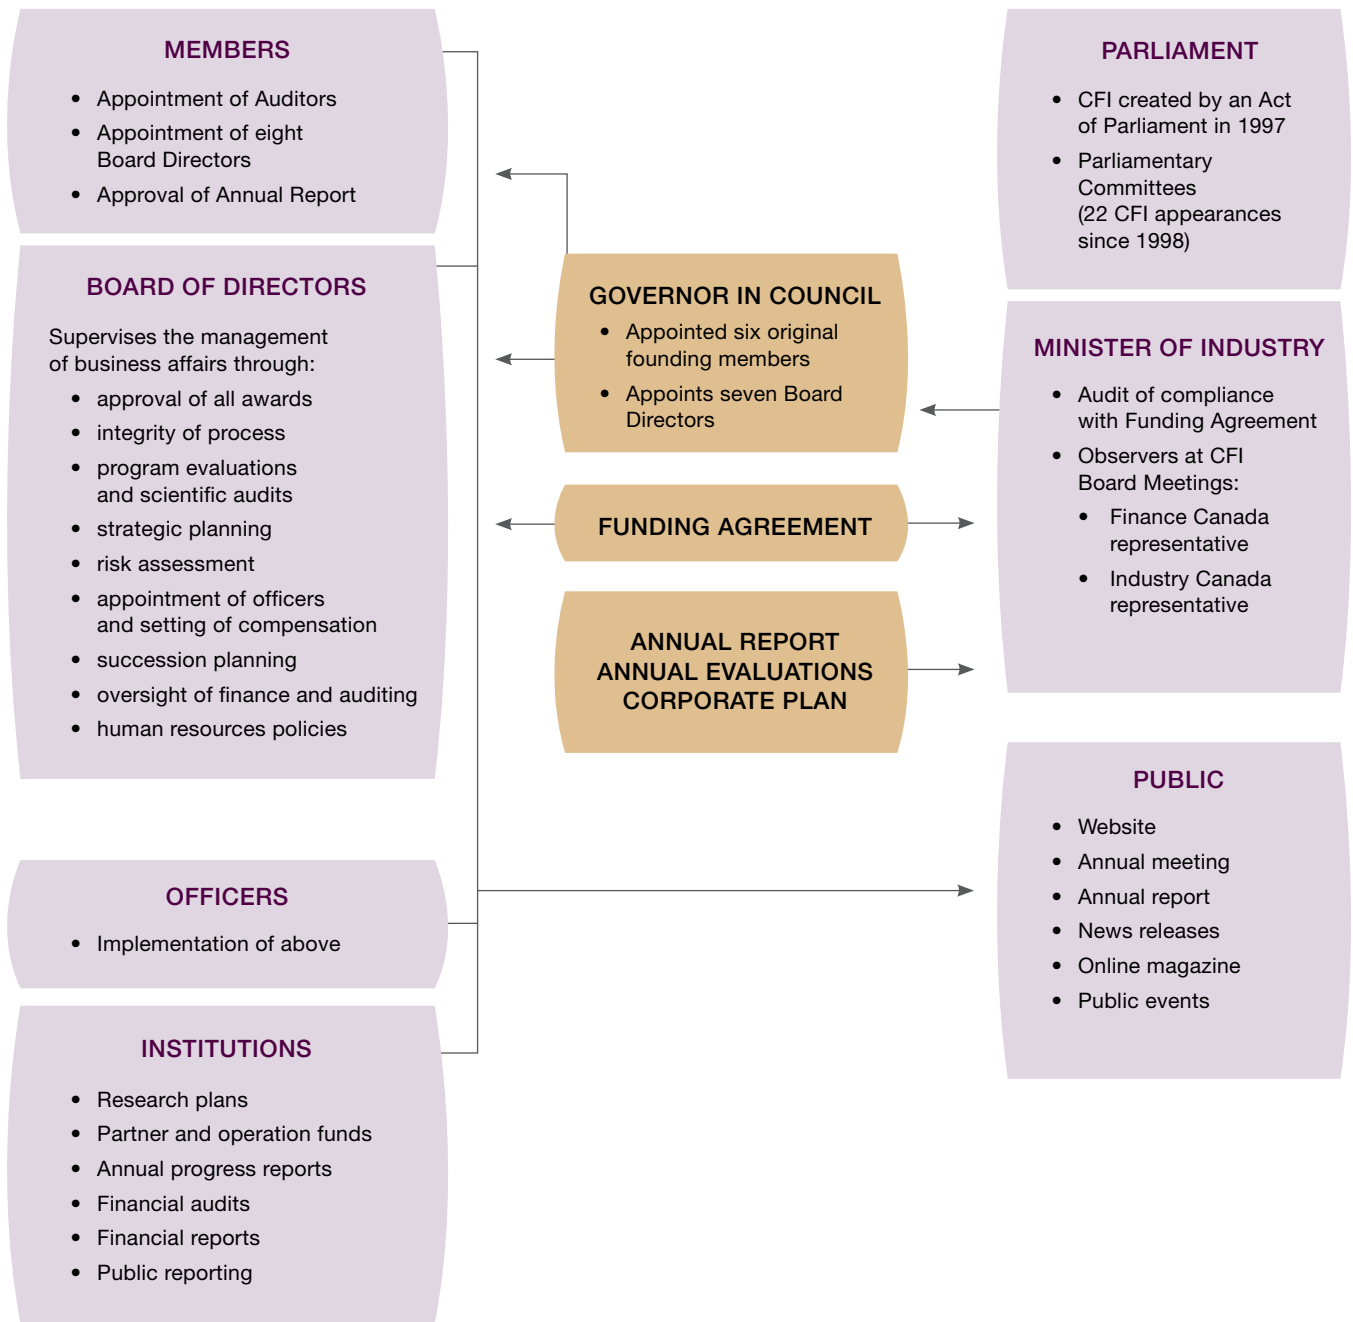 MEMBERS
• Appointment of Auditors
• Appointment of eight
Board Directors
• Approval of Annual Report
BOARD OF DIRECTORS
Supervises the management
of business affairs through:
• approval of all awards
• integrity of process
• program evaluations
and scientific audits
• strategic planning
• risk assessment
• appointment of officers
and setting of compensation
• succession planning
• oversight of finance and auditing
• human resources policies
OFFICERS
• Implementation of above
INSTITUTIONS
• Research plans
• Partner and operation funds
• Annual progress reports
• Financial audits
• Financial reports
• Public reporting
GOVERNOR IN COUNCIL
• Appointed six original
founding members
• Appoints seven Board
Directors
FUNDING AGREEMENT
ANNUAL REPORT
ANNUAL EVALUATIONS
CORPORATE PLAN
PARLIAMENT
• CFI created by an Act
of Parliament in 1997
• Parliamentary
Committees
(22 CFI appearances
since 1998)
MINISTER OF INDUSTRY
• Audit of compliance
with Funding Agreement
• Observers at CFI
Board Meetings:
• Finance Canada
representative
• Industry Canada
representative
PUBLIC
• Website
• Annual meeting
• Annual report
• News releases
• Online magazine
• Public events